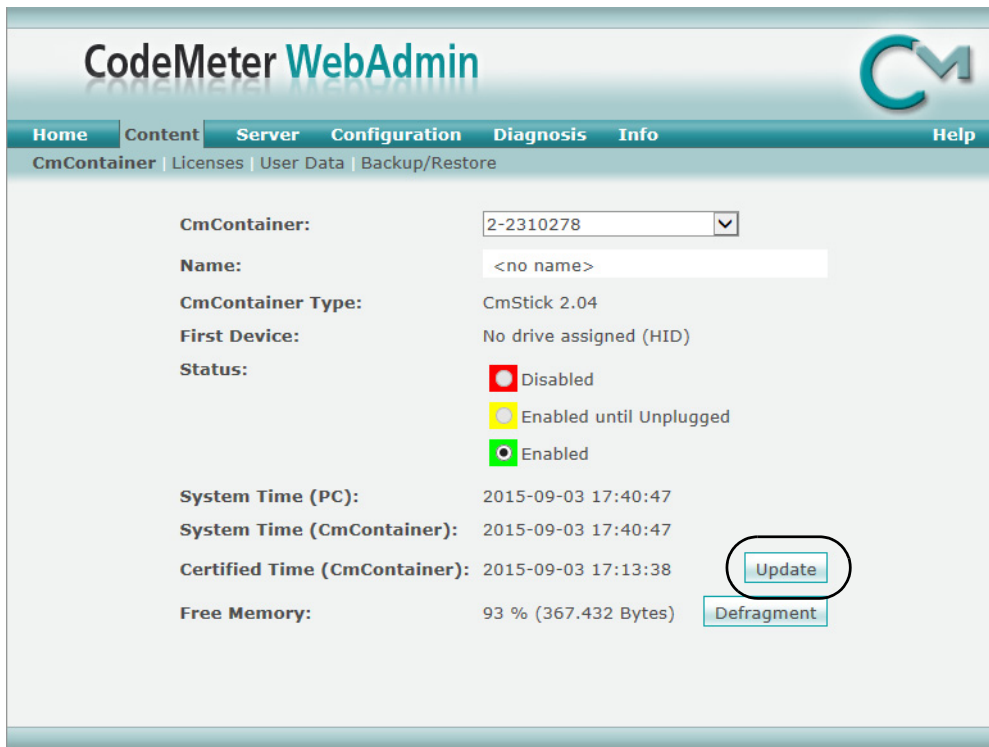 CodeMeter WebAdmin
CM
Home Content Server Configuration Diagnosis Info Help
CmContainer | Licenses | User Data | Backup/Restore
CmContainer: 2-2310278
Name: <no name>
CmContainer Type: CmStick 2.04
First Device: No drive assigned (HID)
Status: Disabled
Enabled until Unplugged
Enabled
System Time (PC): 2015-09-03 17:40:47
System Time (CmContainer): 2015-09-03 17:40:47
Certified Time (CmContainer): 2015-09-03 17:13:38 Update
Free Memory: 93 % (367.432 Bytes) Defragment